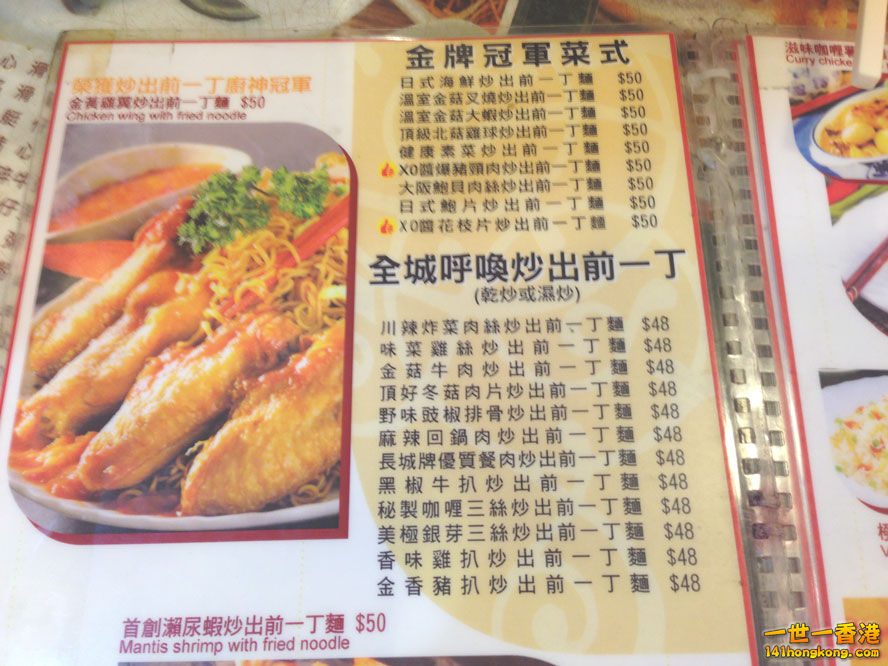 榮獲炒出前一丁廚神冠軍
金黃雞翼炒出前一丁麵 $50
Chicken wing with fried noodle
金牌冠軍菜式
日式海鮮炒出前一丁麵 $50
溫室金菇叉燒炒出前一丁麵 $50
溫室金菇大蝦炒出前一丁麵 $50
頂級北菇雞球炒出前一丁麵 $50
健康素菜炒出前一丁麵 $50
XO醬爆豬頸肉炒出前一丁麵 $50
大阪鮑貝肉絲炒出前一丁麵 $50
日式鮑片炒出前一丁麵 $50
XO醬花枝片炒出前一丁麵 $50
全城呼喚炒出前一丁
(乾炒或濕炒)
川辣炸菜肉絲炒出前一丁麵 $48
味菜雞絲炒出前一丁麵 $48
金菇牛肉炒出前一丁麵 $48
頂好冬菇肉片炒出前一丁麵 $48
野味豉椒排骨炒出前一丁麵 $48
麻辣回鍋肉炒出前一丁麵 $48
長城牌優質餐肉炒出前一丁麵 $48
黑椒牛扒炒出前一丁麵 $48
秘製咖喱三絲炒出前一丁麵 $48
美極銀芽三絲炒出前一丁麵 $48
香味雞扒炒出前一丁麵 $48
金香豬扒炒出前一丁麵 $48
首創瀨尿蝦炒出前一丁麵 $50
Mantis shrimp with fried noodle
滋味咖喱
Curry chicke
一世一香港
141hongkong.com